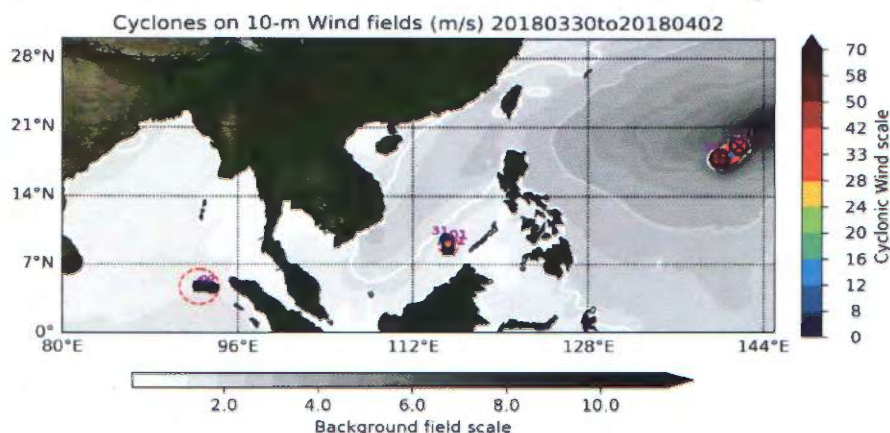 Cyclones on 10-m Wind fields (m/s) 20180330to20180402
28°N
21°N
14°N
7°N
0°
80°E
96°E
112°E
128°E
144°E
3101
70
58
50
42
33
28
24
20
16
12
8
0
Cyclonic Wind scale
2.0
4.0
6.0
8.0
10.0
Background field scale